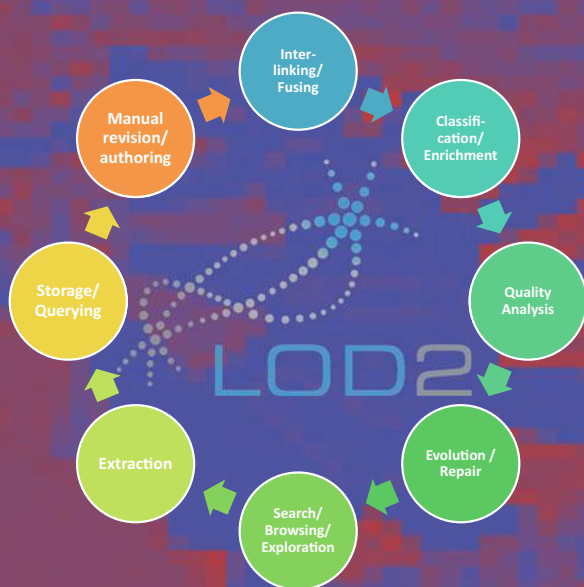 Inter-
linking/
Fusing
Classifi-
cation/
Enrichment
Quality
Analysis
Evolution /
Repair
Search/
Browsing/
Exploration
Extraction
Storage/
Querying
Manual
revision/
authoring
LOD2